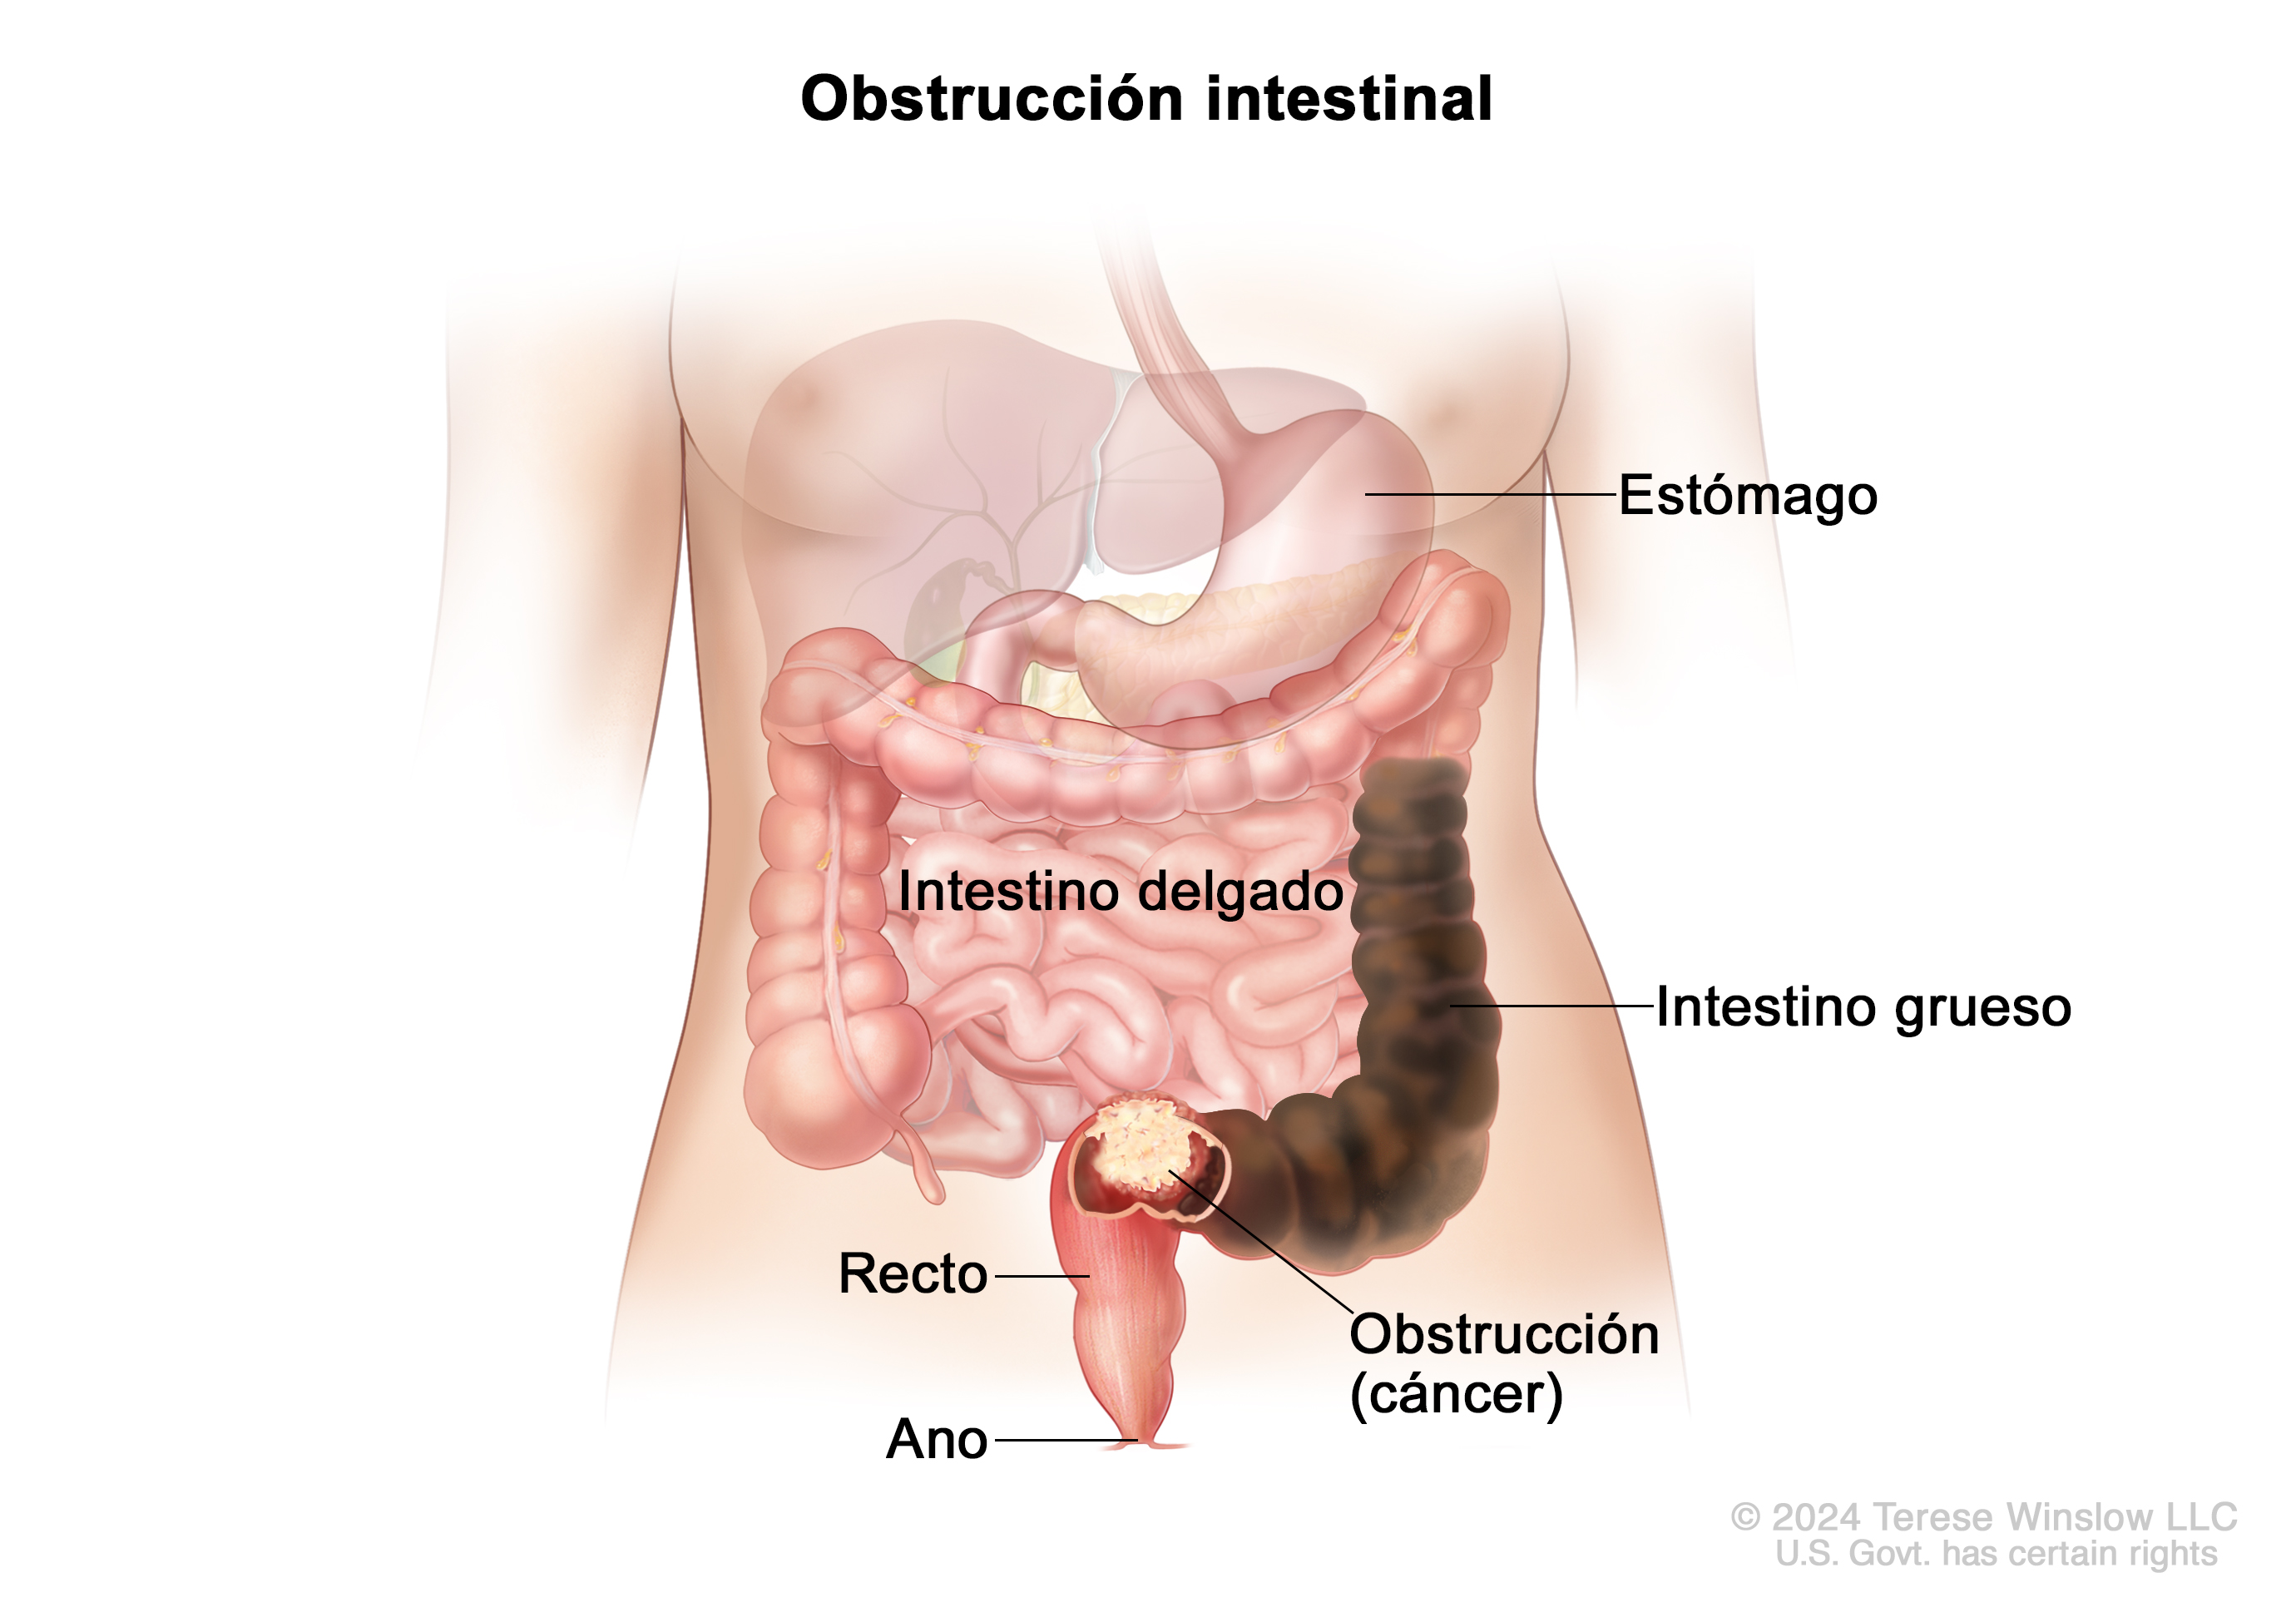 Obstrucción intestinal
Estómago
Intestino delgado
Intestino grueso
Recto
Obstrucción
(cáncer)
Ano
© 2024 Terese Winslow LLC
U.S. Govt. has certain rights